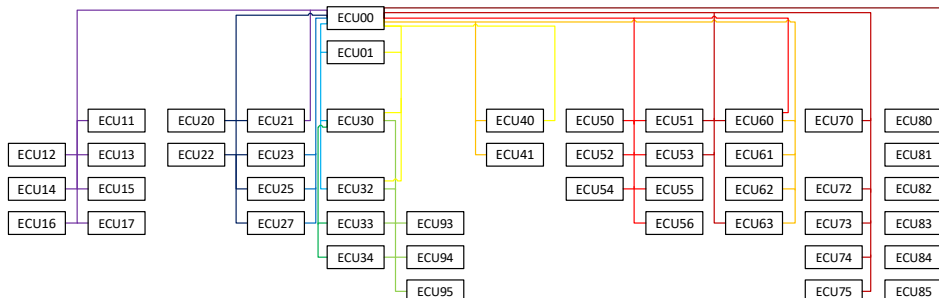 ECU00
ECU01
ECU11 ECU20 ECU21 ECU30 ECU40 ECU50 ECU51 ECU60 ECU70 ECU80
ECU12 ECU13 ECU22 ECU23 ECU41 ECU52 ECU53 ECU61 ECU81
ECU14 ECU15 ECU25 ECU32 ECU54 ECU55 ECU62 ECU72 ECU82
ECU16 ECU17 ECU27 ECU33 ECU93 ECU56 ECU63 ECU73 ECU83
ECU34 ECU94 ECU74 ECU84
ECU95 ECU75 ECU85